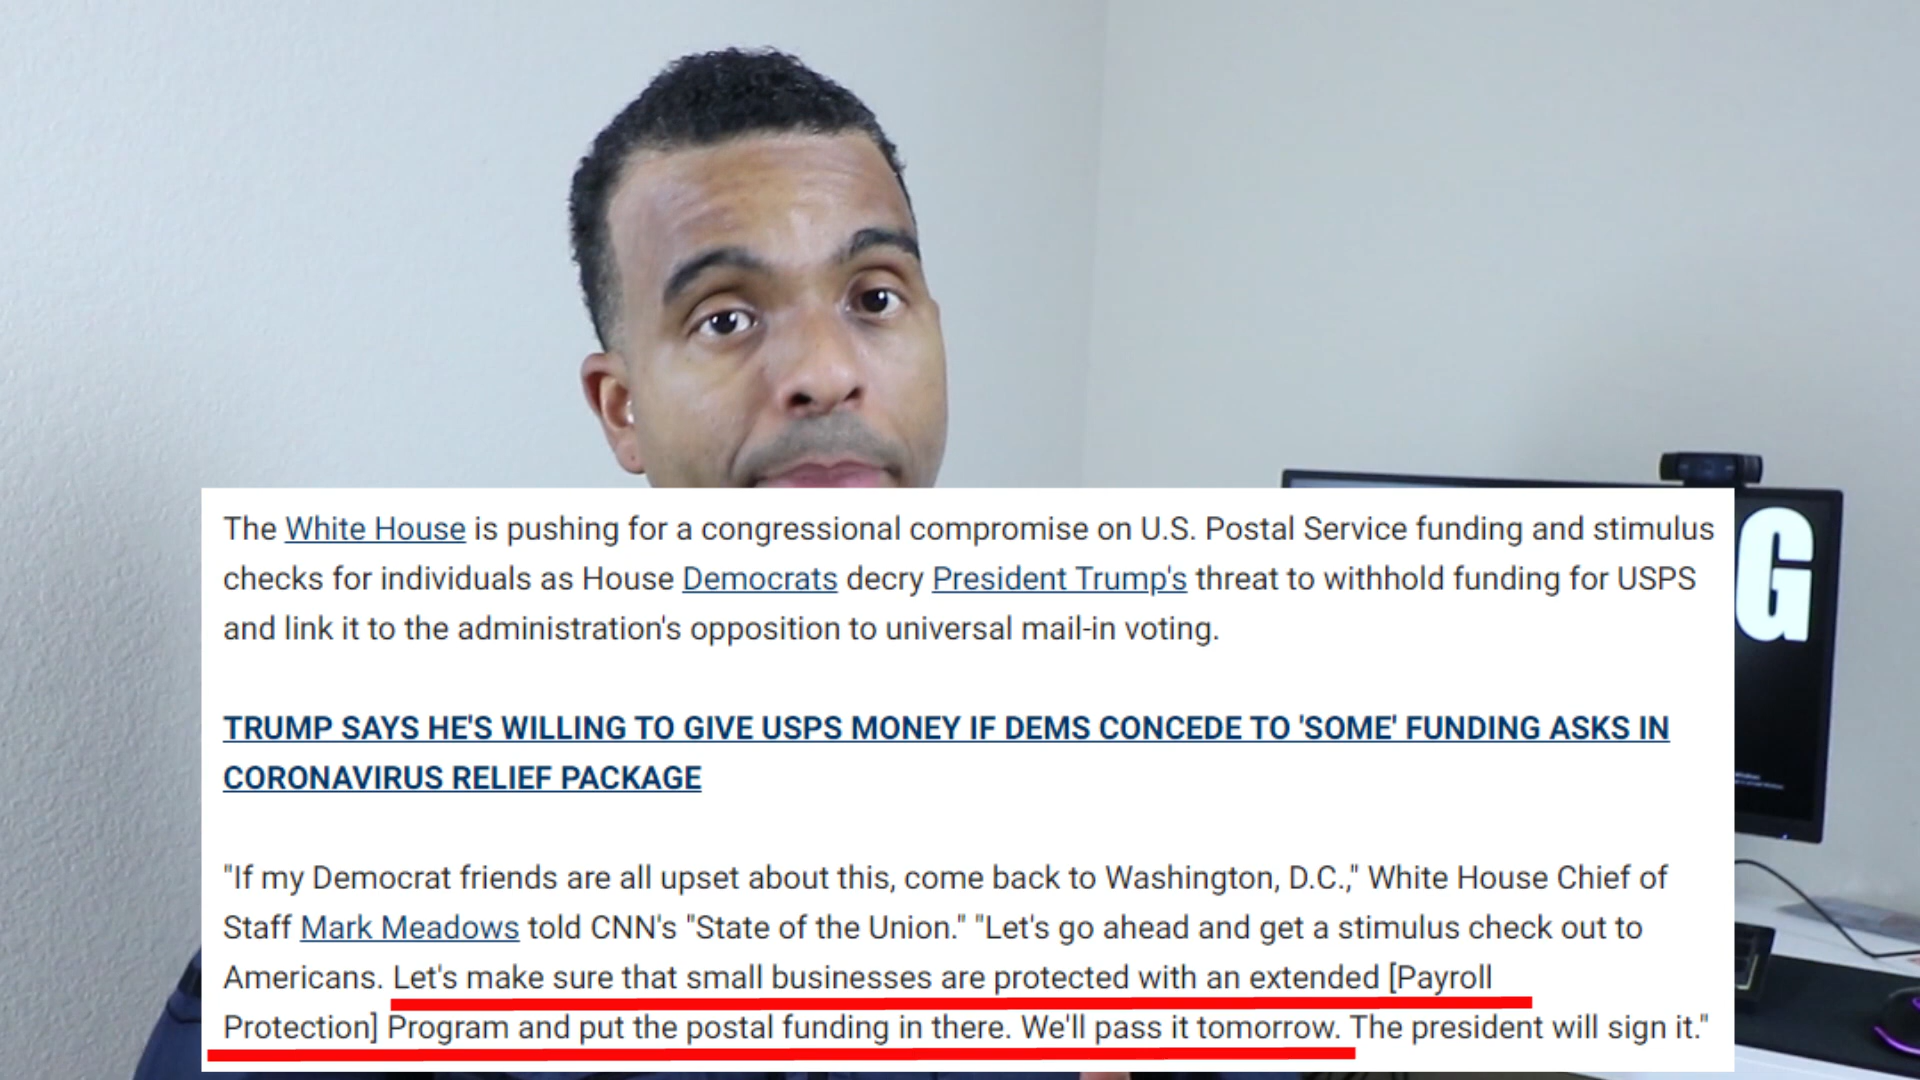 The White House is pushing for a congressional compromise on U.S. Postal Service funding and stimulus
checks for individuals as House Democrats decry President Trump's threat to withhold funding for USPS
and link it to the administration's opposition to universal mail-in voting.
TRUMP SAYS HE'S WILLING TO GIVE USPS MONEY IF DEMS CONCEDE TO 'SOME' FUNDING ASKS IN
CORONAVIRUS RELIEF PACKAGE
"If my Democrat friends are all upset about this, come back to Washington, D.C.," White House Chief of
Staff Mark Meadows told CNN's "State of the Union." "Let's go ahead and get a stimulus check out to
Americans. Let's make sure that small businesses are protected with an extended [Payroll
Protection] Program and put the postal funding in there. We'll pass it tomorrow. The president will sign it."
G